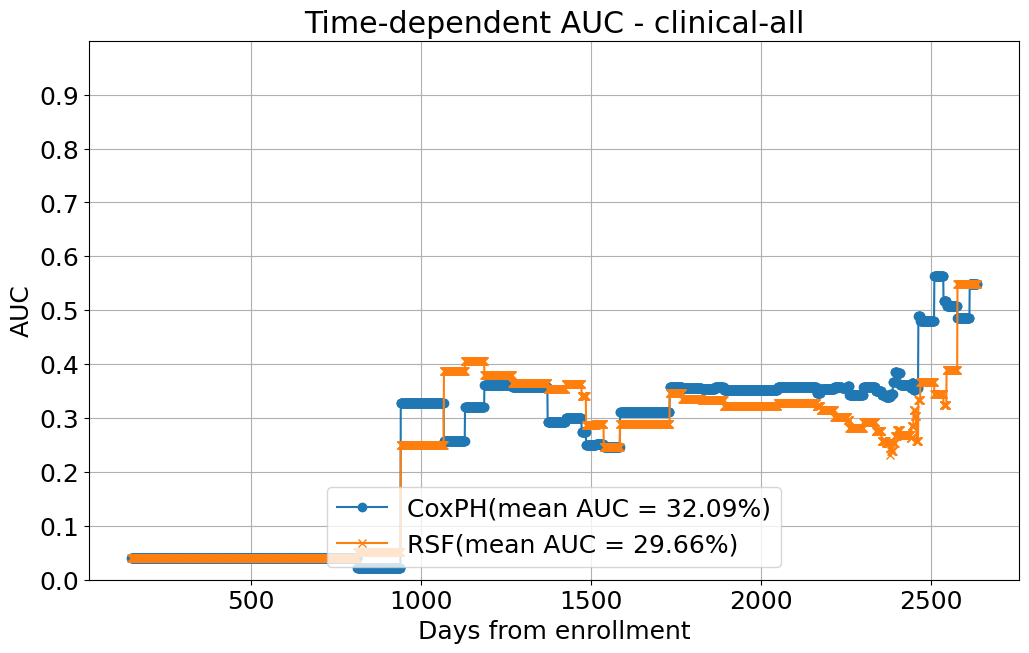 Time-dependent AUC - clinical-all
AUC
0.9
0.8
0.7
0.6
0.5
0.4
0.3
0.2
0.1
0.0
CoxPH(mean AUC = 32.09%)
RSF(mean AUC = 29.66%)
500 1000 1500 2000 2500
Days from enrollment